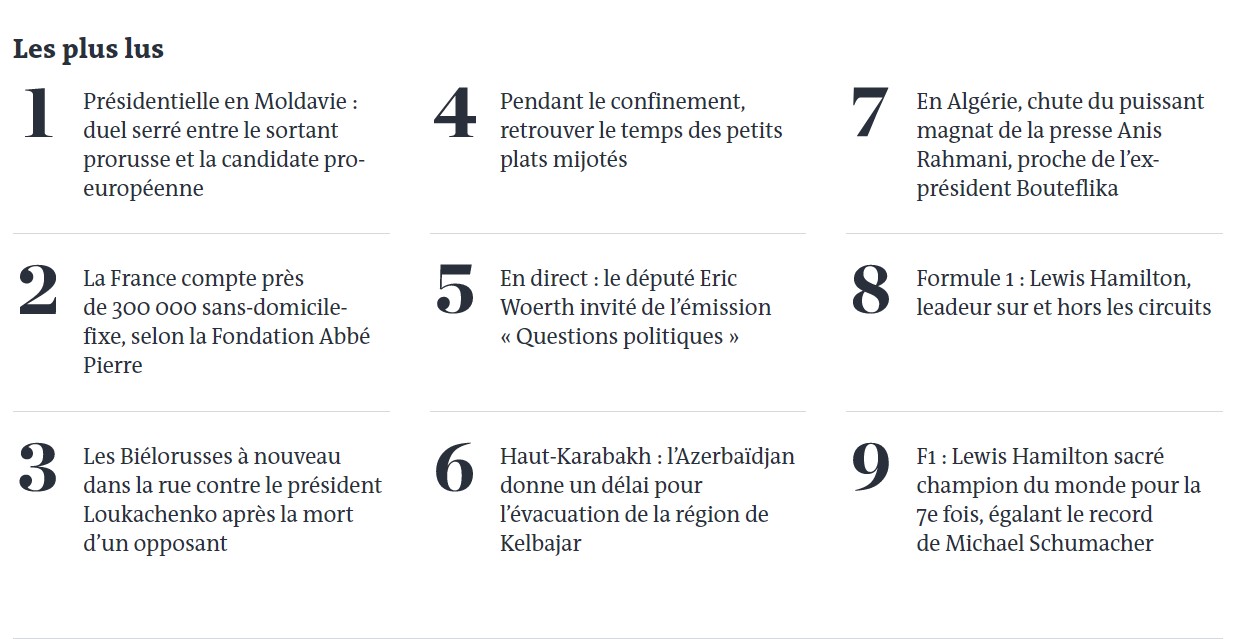 Les plus lus
1
Présidentielle en Moldavie :
duel serré entre le sortant
prorusse et la candidate pro-
européenne
2
La France compte près
de 300 000 sans-domicile-
fixe, selon la Fondation Abbé
Pierre
3
Les Biélorusses à nouveau
dans la rue contre le président
Loukachenko après la mort
d’un opposant
4
Pendant le confinement,
retrouver le temps des petits
plats mijotés
5
En direct : le député Eric
Woerth invité de l’émission
« Questions politiques »
6
Haut-Karabakh : l’Azerbaïdjan
donne un délai pour
l’évacuation de la région de
Kelbajar
7
En Algérie, chute du puissant
magnat de la presse Anis
Rahmani, proche de l’ex-
président Bouteflika
8
Formule 1 : Lewis Hamilton,
leadeur sur et hors les circuits
9
F1 : Lewis Hamilton sacré
champion du monde pour la
7e fois, égalant le record
de Michael Schumacher